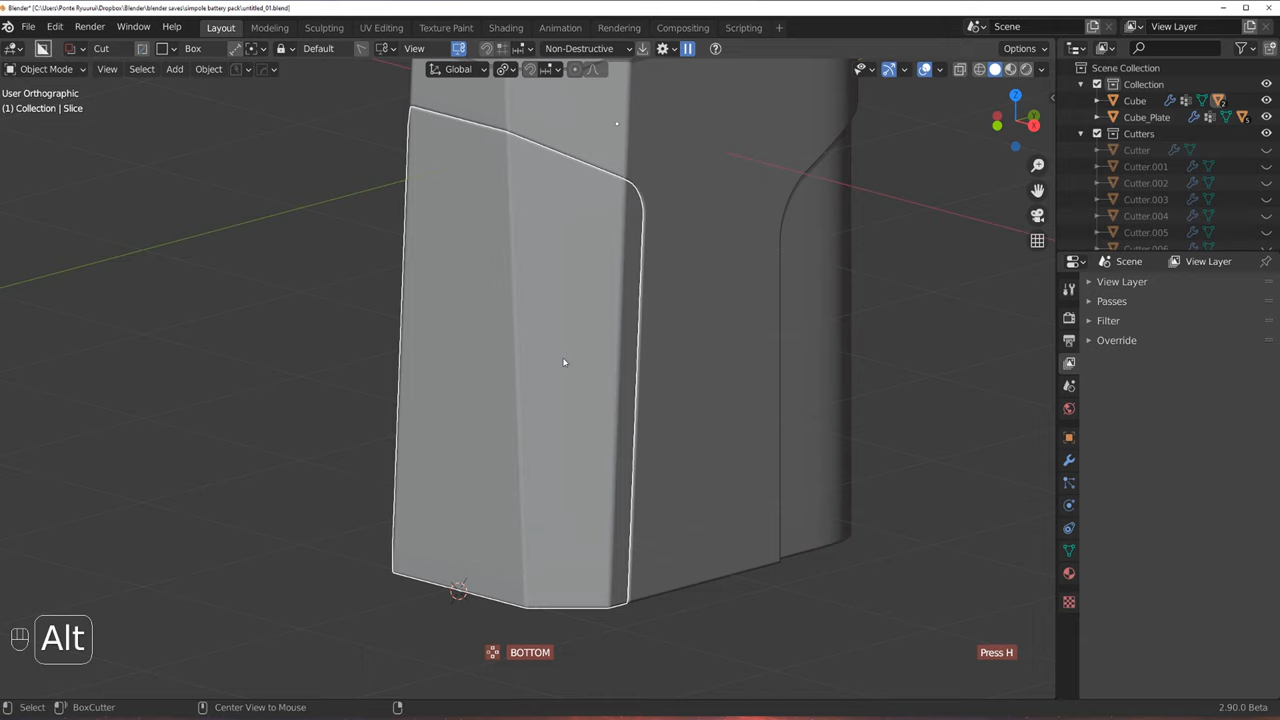 Blender* [C:\Users\Ponte Ryuurui\Dropbox\Blender\blender saves\simpole battery pack\untitled_01.blend]
File Edit Render Window Help Layout Modeling Sculpting UV Editing Texture Paint Shading Animation Rendering Compositing Scripting + Scene View Layer
Cut Box Default View Non-Destructive Options
Object Mode View Select Add Object Global
User Orthographic
(1) Collection | Slice
Z
Y
X
Scene Collection
Collection
Cube 2
Cube_Plate 5
Cutters
Cutter
Cutter.001
Cutter.002
Cutter.003
Cutter.004
Cutter.005
Cutter.006
Scene View Layer
View Layer
Passes
Filter
Override
Alt
BOTTOM Press H
Select BoxCutter Center View to Mouse 2.90.0 Beta